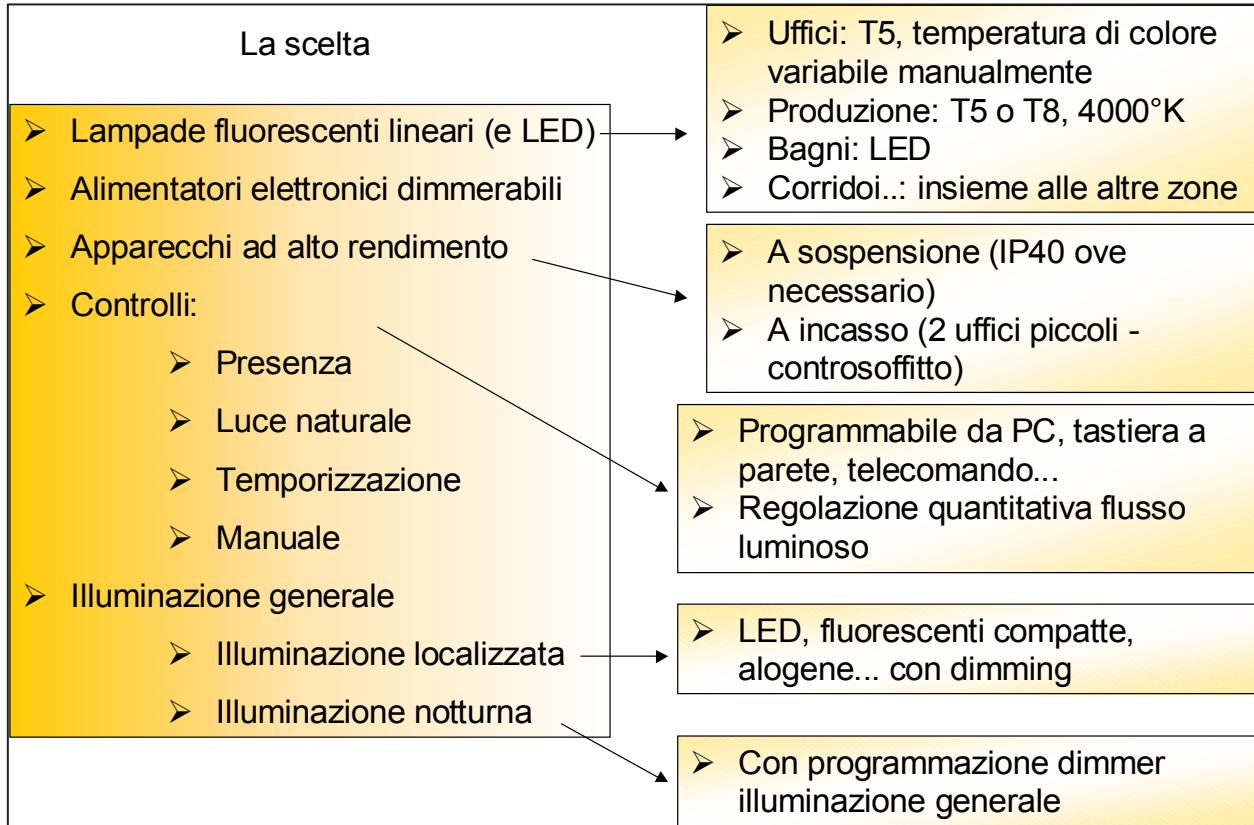 La scelta
➢ Lampade fluorescenti lineari (e LED)
➢ Alimentatori elettronici dimmerabili
➢ Apparecchi ad alto rendimento
➢ Controlli:
➢ Presenza
➢ Luce naturale
➢ Temporizzazione
➢ Manuale
➢ Illuminazione generale
➢ Illuminazione localizzata
➢ Illuminazione notturna
➢ Uffici: T5, temperatura di colore
variabile manualmente
➢ Produzione: T5 o T8, 4000°K
➢ Bagni: LED
➢ Corridoi..: insieme alle altre zone
➢ A sospensione (IP40 ove
necessario)
➢ A incasso (2 uffici piccoli -
controsoffitto)
➢ Programmabile da PC, tastiera a
parete, telecomando...
➢ Regolazione quantitativa flusso
luminoso
➢ LED, fluorescenti compatte,
alogene... con dimming
➢ Con programmazione dimmer
illuminazione generale